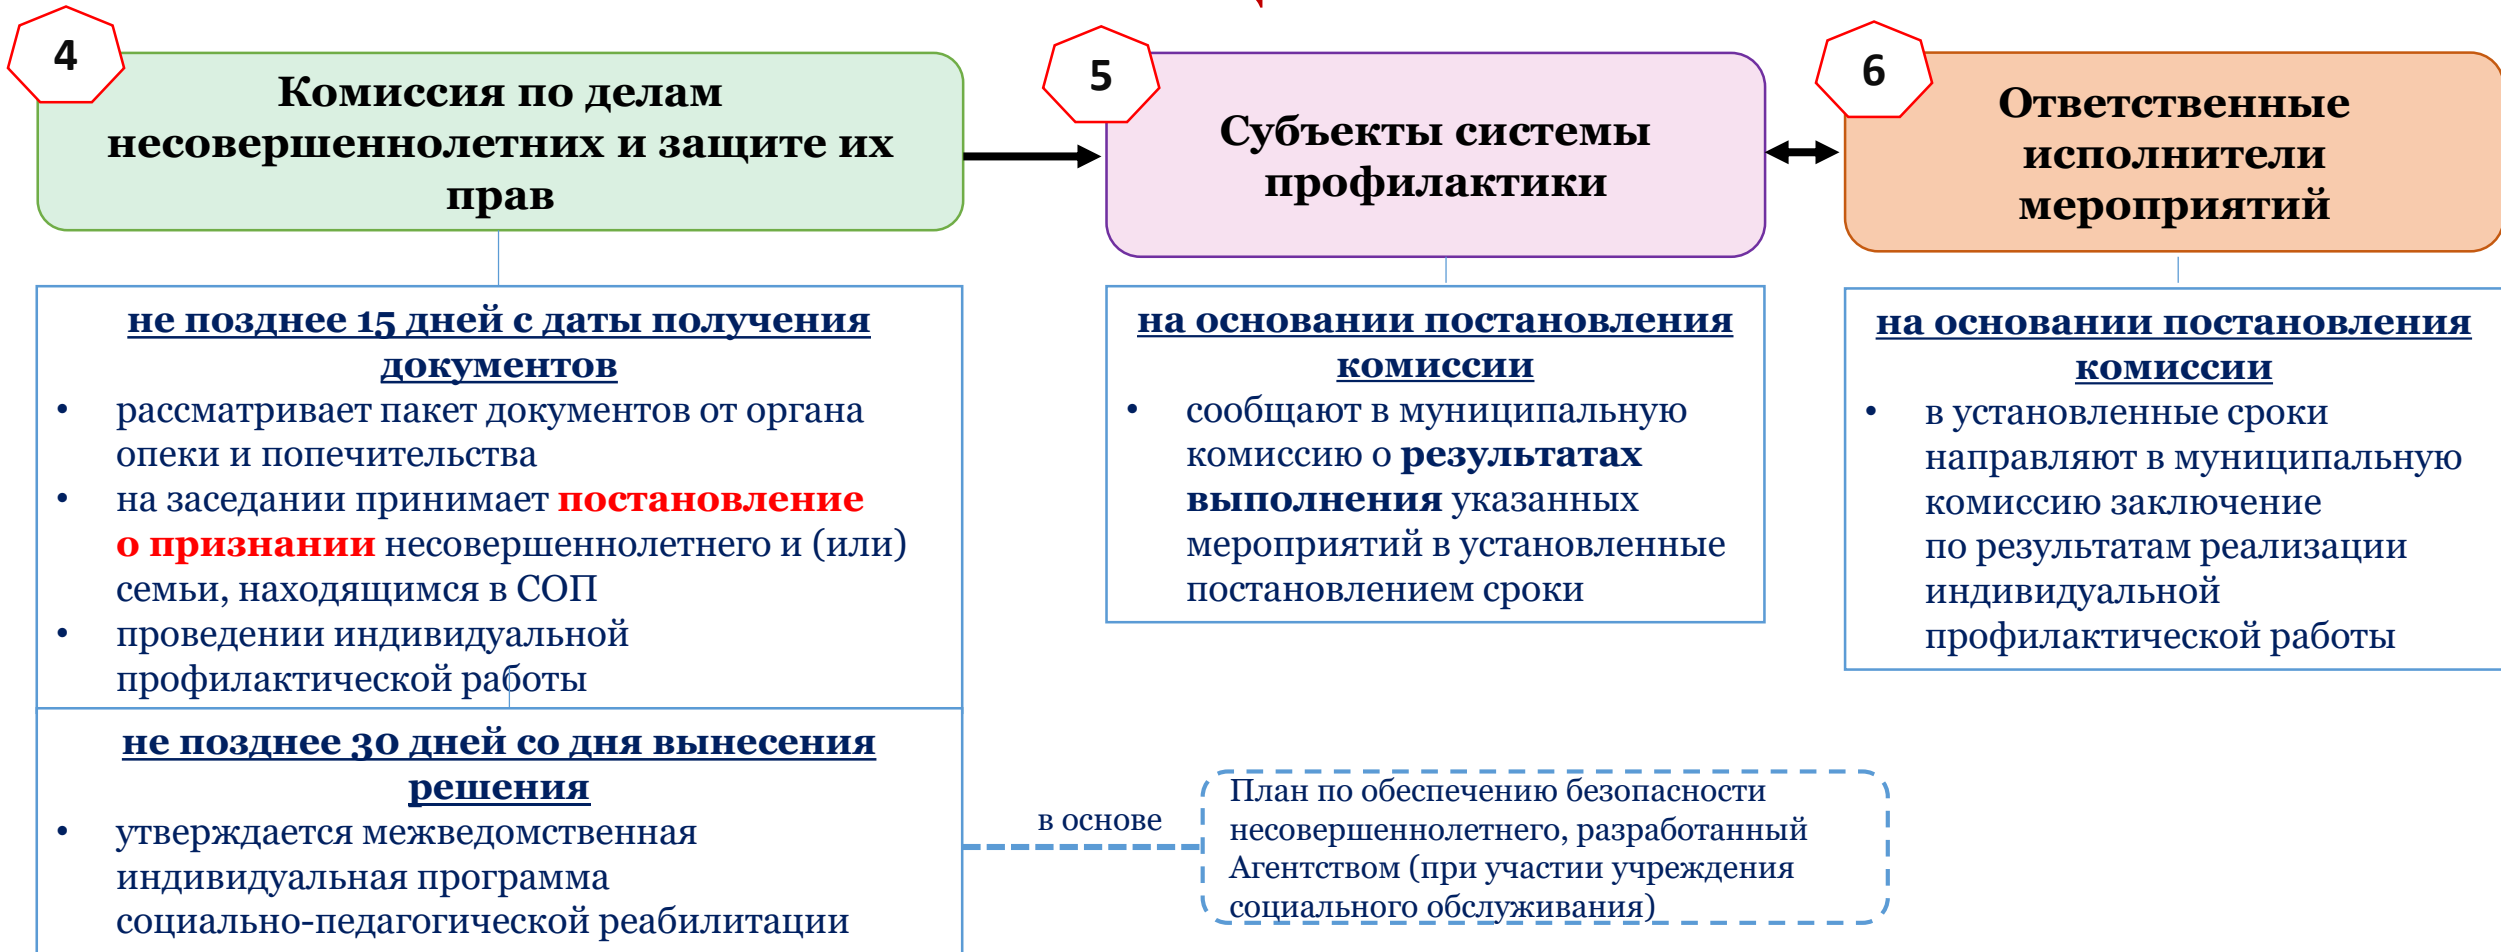 4
Комиссия по делам
несовершеннолетних и защите их
прав
5
Субъекты системы
профилактики
6
Ответственные
исполнители
мероприятий
не позднее 15 дней с даты получения
документов
• рассматривает пакет документов от органа
опеки и попечительства
• на заседании принимает постановление
о признании несовершеннолетнего и (или)
семьи, находящимся в СОП
• проведении индивидуальной
профилактической работы
не позднее 30 дней со дня вынесения
решения
• утверждается межведомственная
индивидуальная программа
социально-педагогической реабилитации
на основании постановления
комиссии
• сообщают в муниципальную
комиссию о результатах
выполнения указанных
мероприятий в установленные
постановлением сроки
на основании постановления
комиссии
• в установленные сроки
направляют в муниципальную
комиссию заключение
по результатам реализации
индивидуальной
профилактической работы
в основе
План по обеспечению безопасности
несовершеннолетнего, разработанный
Агентством (при участии учреждения
социального обслуживания)